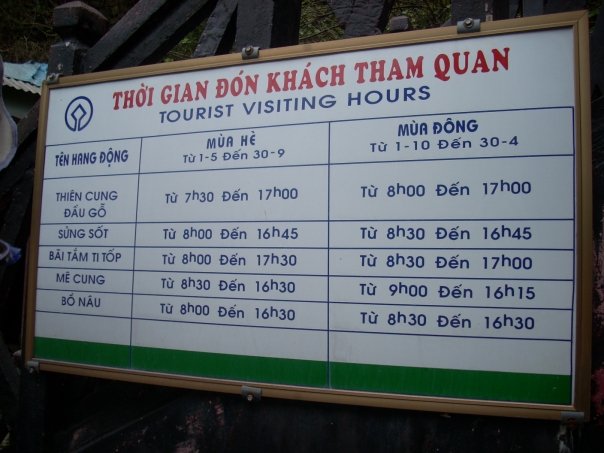 THỜI GIAN ĐÓN KHÁCH THAM QUAN
TOURIST VISITING HOURS
TÊN HANG ĐỘNG
MÙA HÈ
TỪ 1-5 ĐẾN 30-9
MÙA ĐÔNG
TỪ 1-10 ĐẾN 30-4
THIÊN CUNG
ĐẦU GỖ
TỪ 7h30 ĐẾN 17h00
TỪ 8h00 ĐẾN 17h00
SỬNG SỐT
TỪ 8h00 ĐẾN 16h45
TỪ 8h30 ĐẾN 16h45
BÃI TẮM TI TỐP
TỪ 8h00 ĐẾN 17h30
TỪ 8h30 ĐẾN 17h00
MÊ CUNG
TỪ 8h30 ĐẾN 16h30
TỪ 9h00 ĐẾN 16h15
BỒ NÂU
TỪ 8h00 ĐẾN 16h30
TỪ 8h30 ĐẾN 16h30